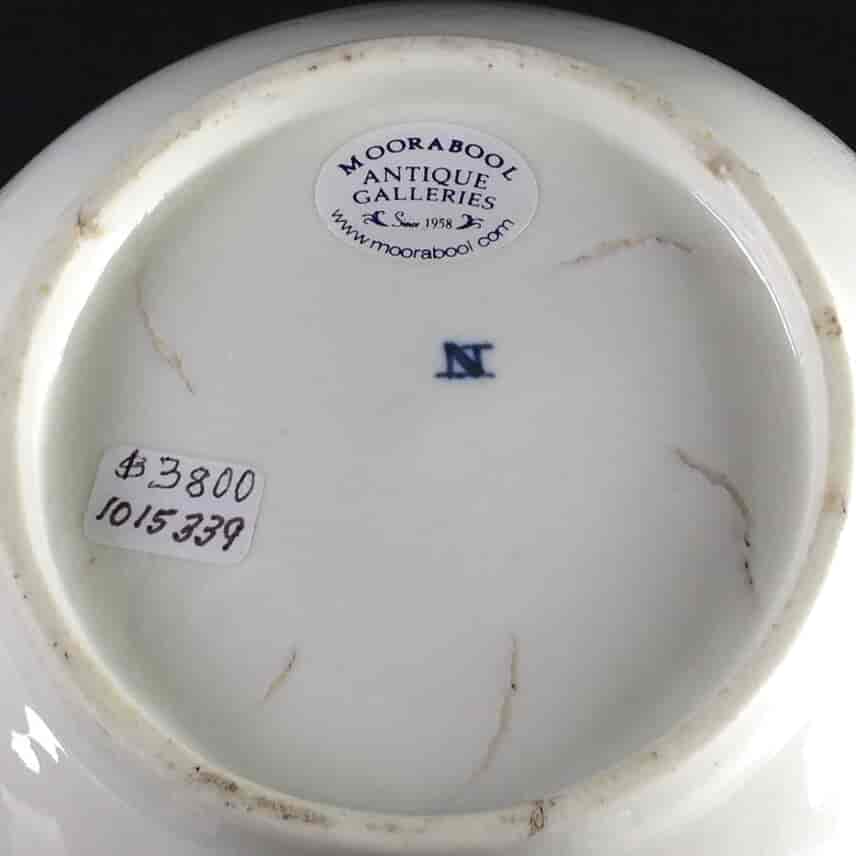 MOORABOOL
ANTIQUE
GALLERIES
Since 1958
www.moorabool.com
N
$3800
1015339